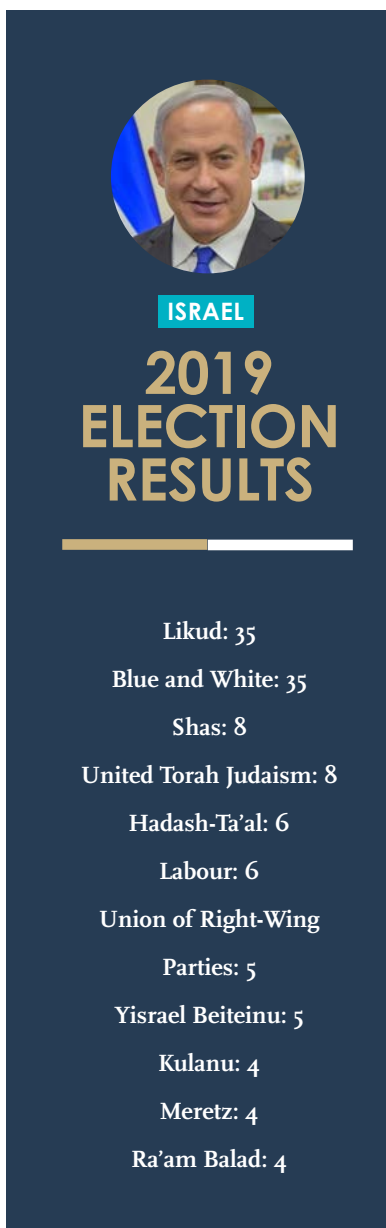 ISRAEL
2019
ELECTION
RESULTS
Likud: 35
Blue and White: 35
Shas: 8
United Torah Judaism: 8
Hadash-Ta’al: 6
Labour: 6
Union of Right-Wing
Parties: 5
Yisrael Beiteinu: 5
Kulanu: 4
Meretz: 4
Ra’am Balad: 4